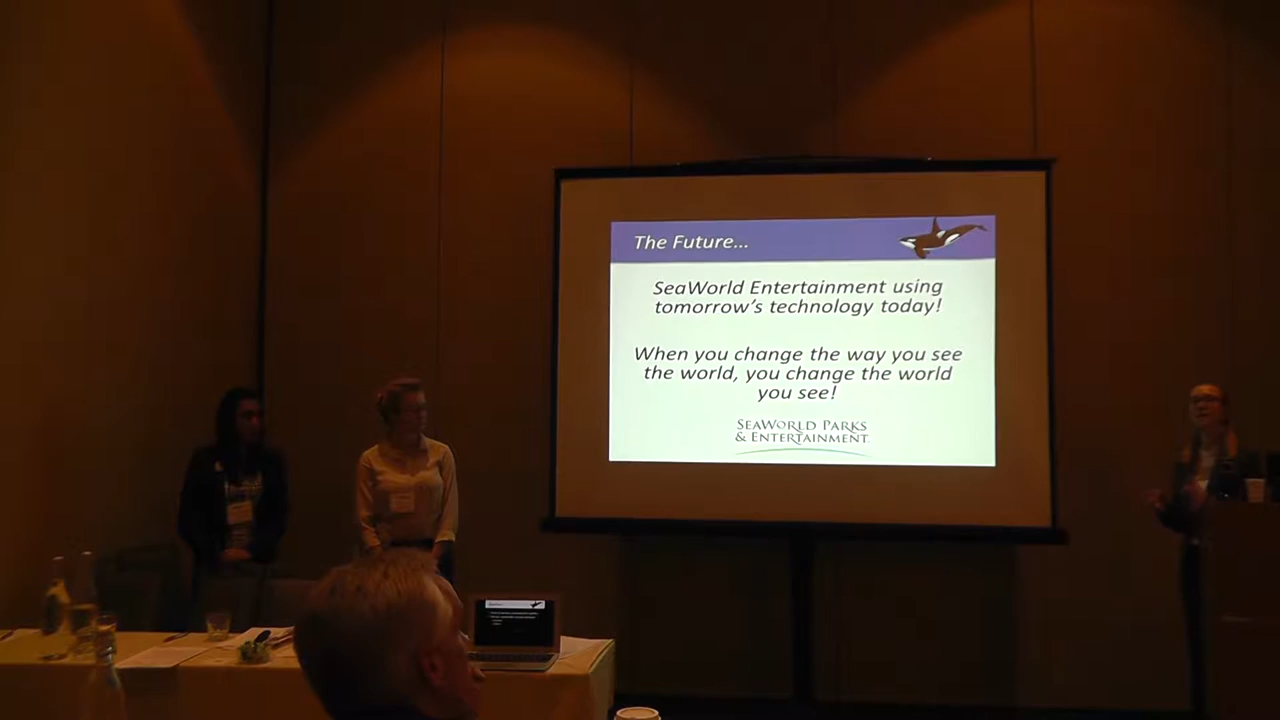 The Future...
SeaWorld Entertainment using
tomorrow's technology today!
When you change the way you see
the world, you change the world
you see!
SEAWORLD PARKS
& ENTERTAINMENT